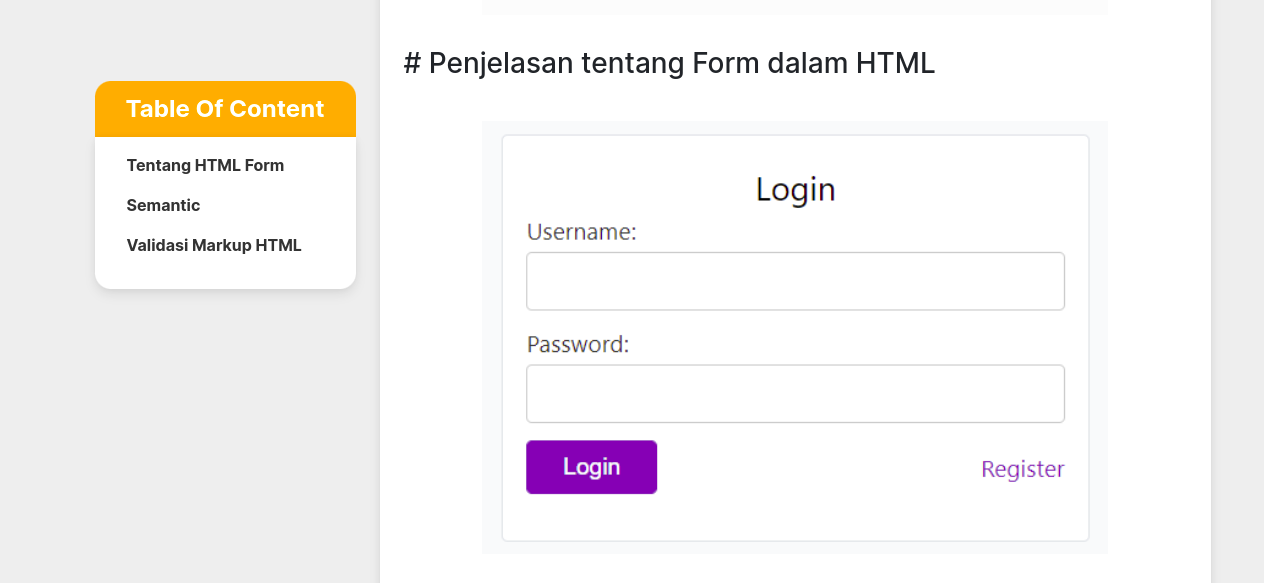 # Penjelasan tentang Form dalam HTML
Table Of Content
Tentang HTML Form
Semantic
Validasi Markup HTML
Login
Username:
Password:
Login
Register